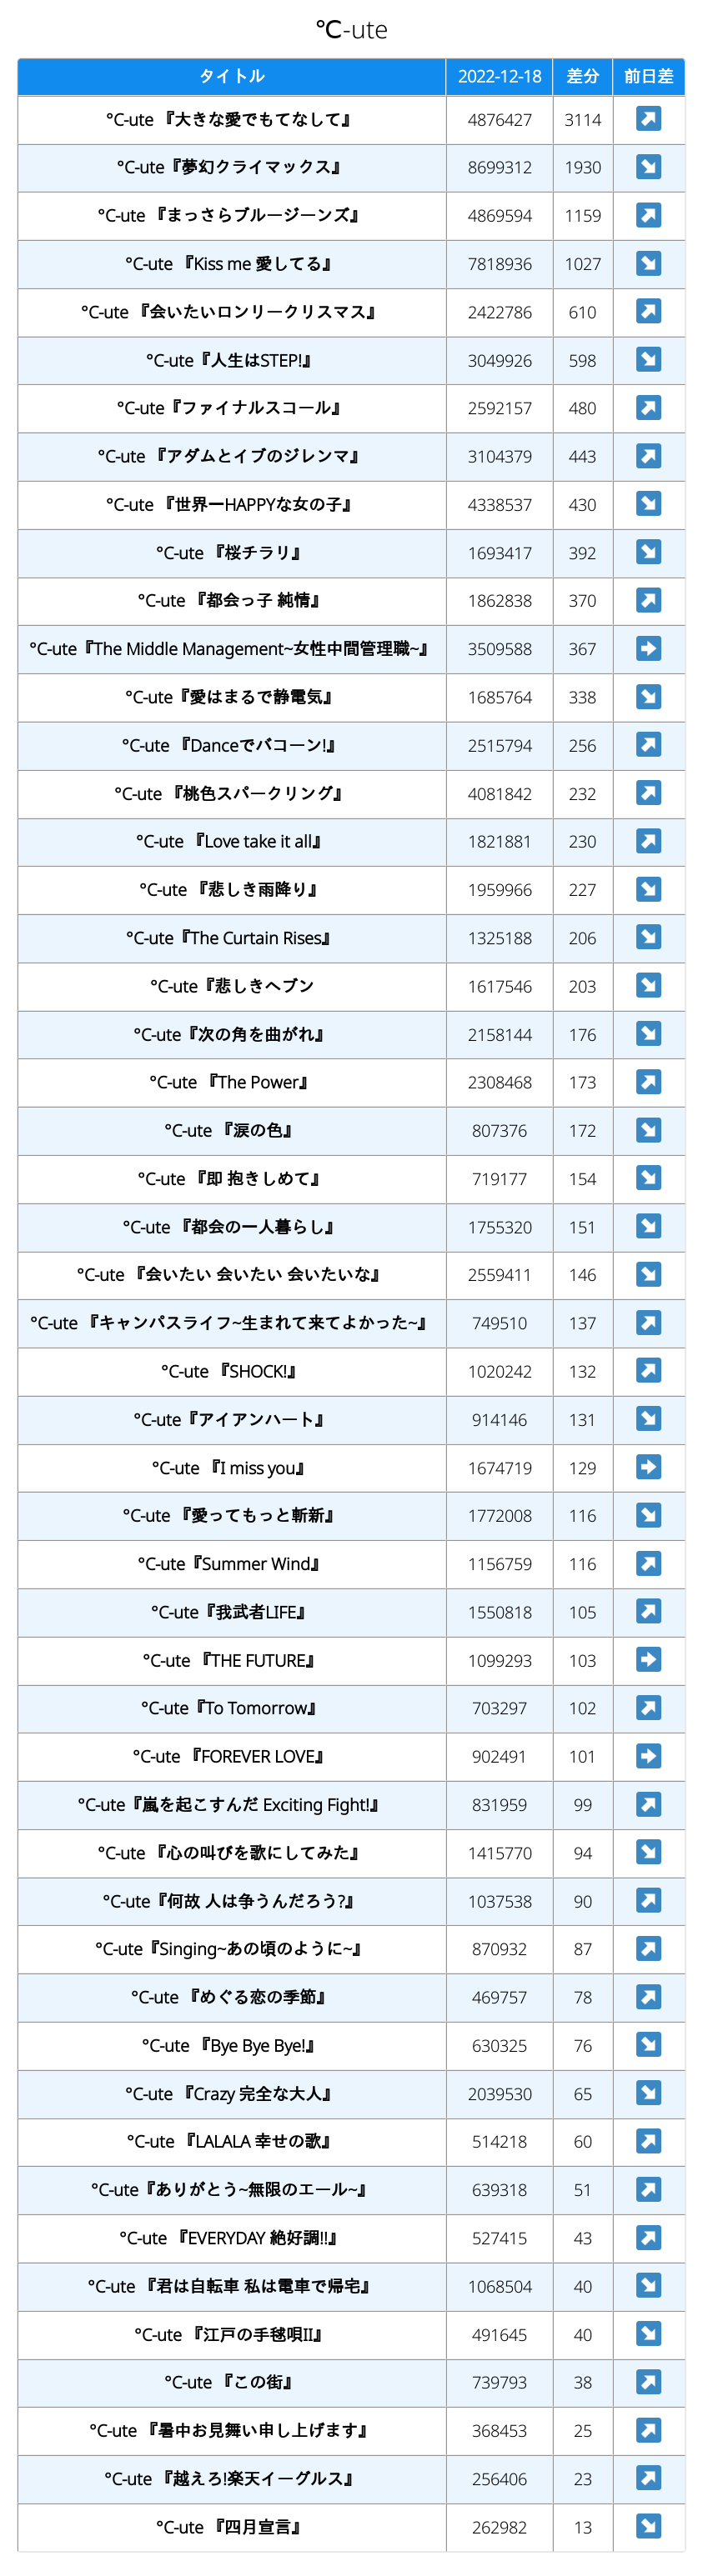 ℃-ute
タイトル 2022-12-18 差分 前日差
°C-ute 『大きな愛でもてなして』 4876427 3114 ↗
°C-ute『夢幻クライマックス』 8699312 1930 ↘
°C-ute 『まっさらブルージーンズ』 4869594 1159 ↗
°C-ute 『Kiss me 愛してる』 7818936 1027 ↘
°C-ute 『会いたいロンリークリスマス』 2422786 610 ↗
°C-ute『人生はSTEP!』 3049926 598 ↘
°C-ute『ファイナルスコール』 2592157 480 ↗
°C-ute 『アダムとイブのジレンマ』 3104379 443 ↗
°C-ute 『世界一HAPPYな女の子』 4338537 430 ↘
°C-ute 『桜チラリ』 1693417 392 ↘
°C-ute 『都会っ子 純情』 1862838 370 ↗
°C-ute『The Middle Management~女性中間管理職~』 3509588 367 ➡
°C-ute『愛はまるで静電気』 1685764 338 ↘
°C-ute 『Danceでバコーン!』 2515794 256 ↗
°C-ute 『桃色スパークリング』 4081842 232 ↗
°C-ute 『Love take it all』 1821881 230 ↗
°C-ute 『悲しき雨降り』 1959966 227 ↘
°C-ute『The Curtain Rises』 1325188 206 ↘
°C-ute『悲しきヘブン 1617546 203 ↘
°C-ute『次の角を曲がれ』 2158144 176 ↘
°C-ute 『The Power』 2308468 173 ↗
°C-ute 『涙の色』 807376 172 ↘
°C-ute 『即 抱きしめて』 719177 154 ↘
°C-ute 『都会の一人暮らし』 1755320 151 ↘
°C-ute 『会いたい 会いたい 会いたいな』 2559411 146 ↘
°C-ute 『キャンパスライフ~生まれて来てよかった~』 749510 137 ↗
°C-ute 『SHOCK!』 1020242 132 ↗
°C-ute『アイアンハート』 914146 131 ↘
°C-ute 『I miss you』 1674719 129 ➡
°C-ute 『愛ってもっと斬新』 1772008 116 ↘
°C-ute『Summer Wind』 1156759 116 ↗
°C-ute『我武者LIFE』 1550818 105 ↗
°C-ute 『THE FUTURE』 1099293 103 ➡
°C-ute『To Tomorrow』 703297 102 ↗
°C-ute 『FOREVER LOVE』 902491 101 ➡
°C-ute『嵐を起こすんだ Exciting Fight!』 831959 99 ↗
°C-ute 『心の叫びを歌にしてみた』 1415770 94 ↘
°C-ute『何故 人は争うんだろう?』 1037538 90 ↗
°C-ute『Singing~あの頃のように~』 870932 87 ↗
°C-ute 『めぐる恋の季節』 469757 78 ↗
°C-ute 『Bye Bye Bye!』 630325 76 ↘
°C-ute 『Crazy 完全な大人』 2039530 65 ↘
°C-ute 『LALALA 幸せの歌』 514218 60 ↗
°C-ute『ありがとう~無限のエール~』 639318 51 ↗
°C-ute 『EVERYDAY 絶好調!!』 527415 43 ↗
°C-ute 『君は自転車 私は電車で帰宅』 1068504 40 ↘
°C-ute 『江戸の手毬唄II』 491645 40 ↘
°C-ute 『この街』 739793 38 ↗
°C-ute 『暑中お見舞い申し上げます』 368453 25 ↗
°C-ute 『越えろ!楽天イーグルス』 256406 23 ↗
°C-ute 『四月宣言』 262982 13 ↘